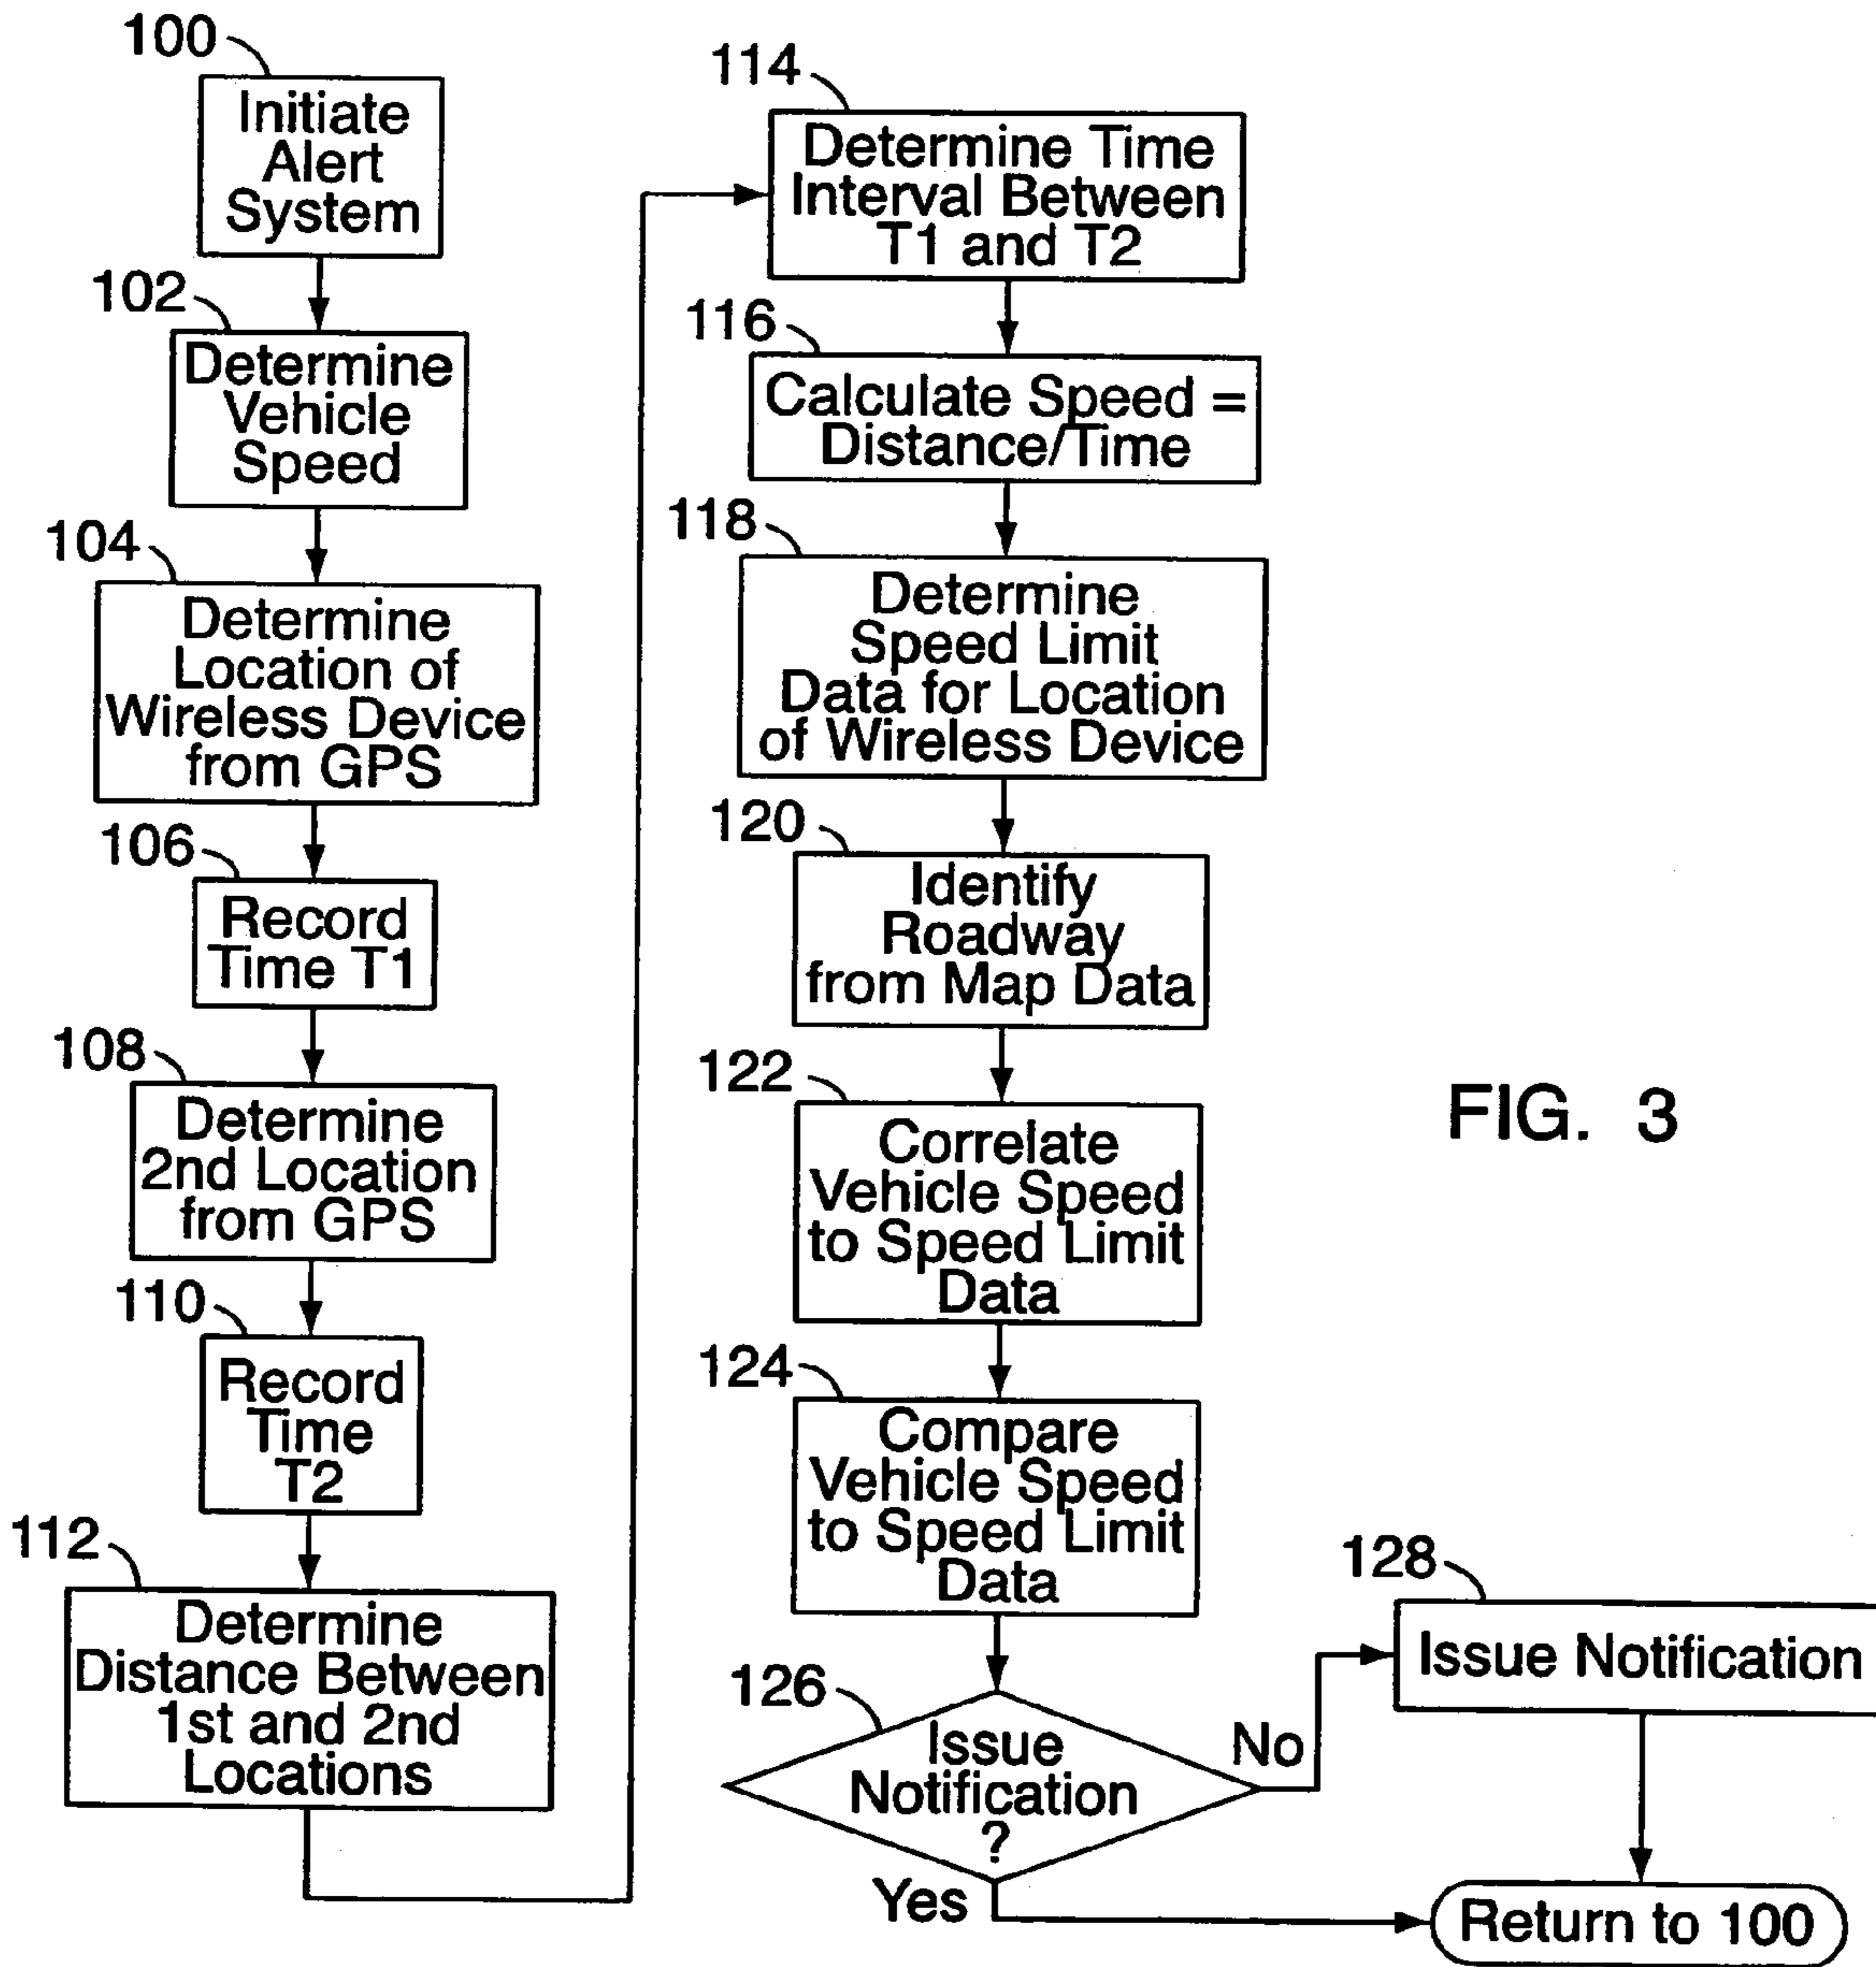 100
Initiate
Alert
System
102
Determine
Vehicle
Speed
104
Determine
Location of
Wireless Device
from GPS
106
Record
Time T1
108
Determine
2nd Location
from GPS
110
Record
Time
T2
112
Determine
Distance Between
1st and 2nd
Locations
114
Determine Time
Interval Between
T1 and T2
116
Calculate Speed =
Distance/Time
118
Determine
Speed Limit
Data for Location
of Wireless Device
120
Identify
Roadway
from Map Data
122
Correlate
Vehicle Speed
to Speed Limit
Data
124
Compare
Vehicle Speed
to Speed Limit
Data
126
Issue
Notification
?
No
Yes
128
Issue Notification
Return to 100
FIG. 3